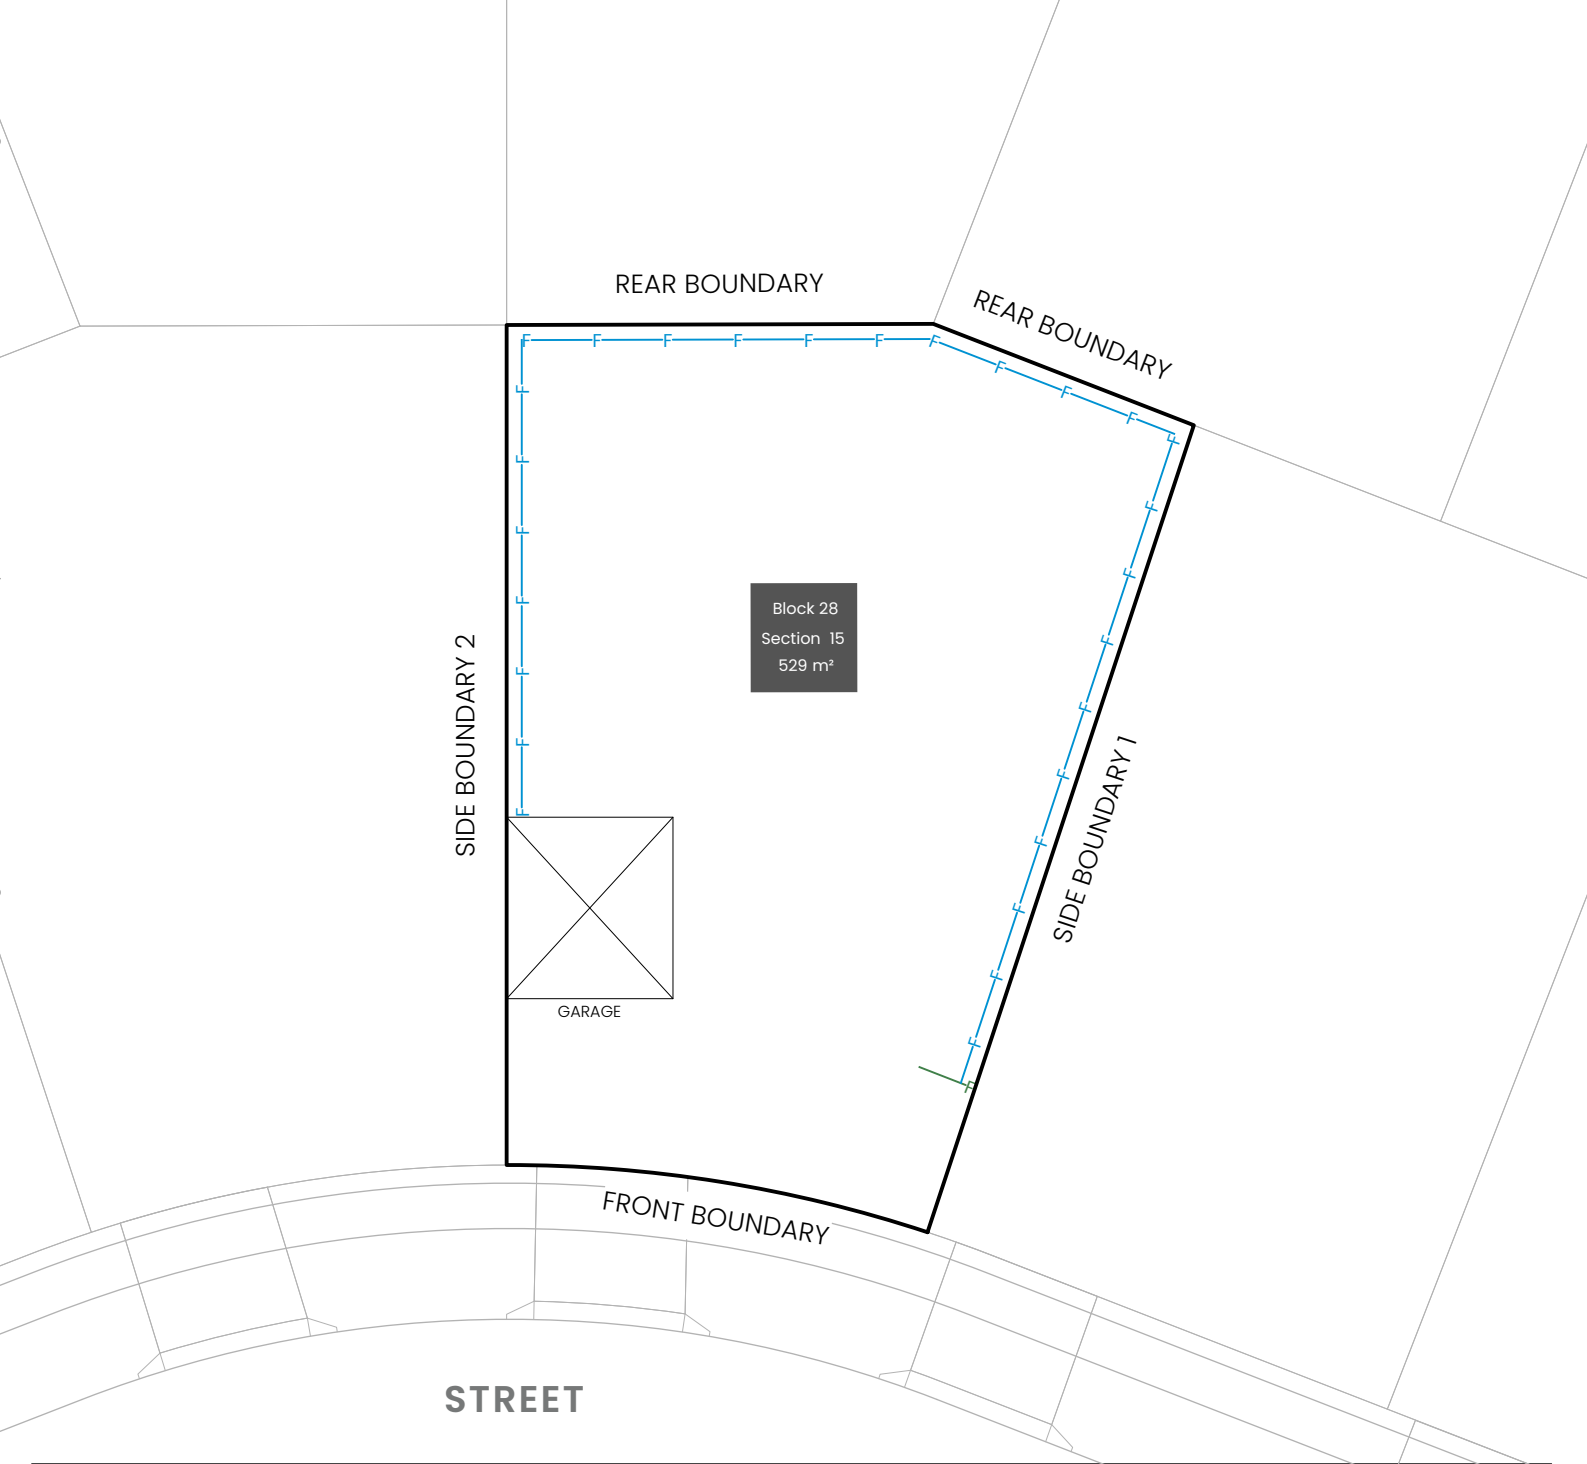 REAR BOUNDARY
REAR BOUNDARY
F F F F F F F
F F F
F F F F F F F
F F F F F F F F F F
Block 28
Section 15
529 m²
SIDE BOUNDARY 2
SIDE BOUNDARY 1
GARAGE
F
FRONT BOUNDARY
STREET